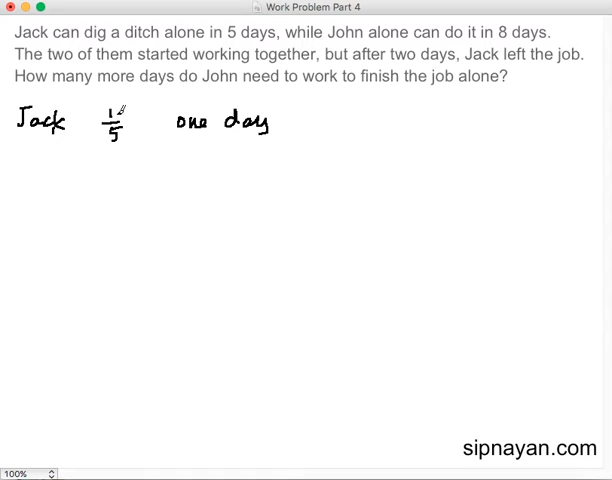 Work Problem Part 4
Jack can dig a ditch alone in 5 days, while John alone can do it in 8 days.
The two of them started working together, but after two days, Jack left the job.
How many more days do John need to work to finish the job alone?
Jack 1/5 one day
sipnayan.com
100%